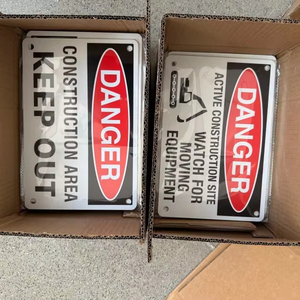 DANGER
CONSTRUCTION AREA
KEEP OUT
DANGER
ACTIVE CONSTRUCTION SITE
WATCH FOR
MOVING
EQUIPMENT